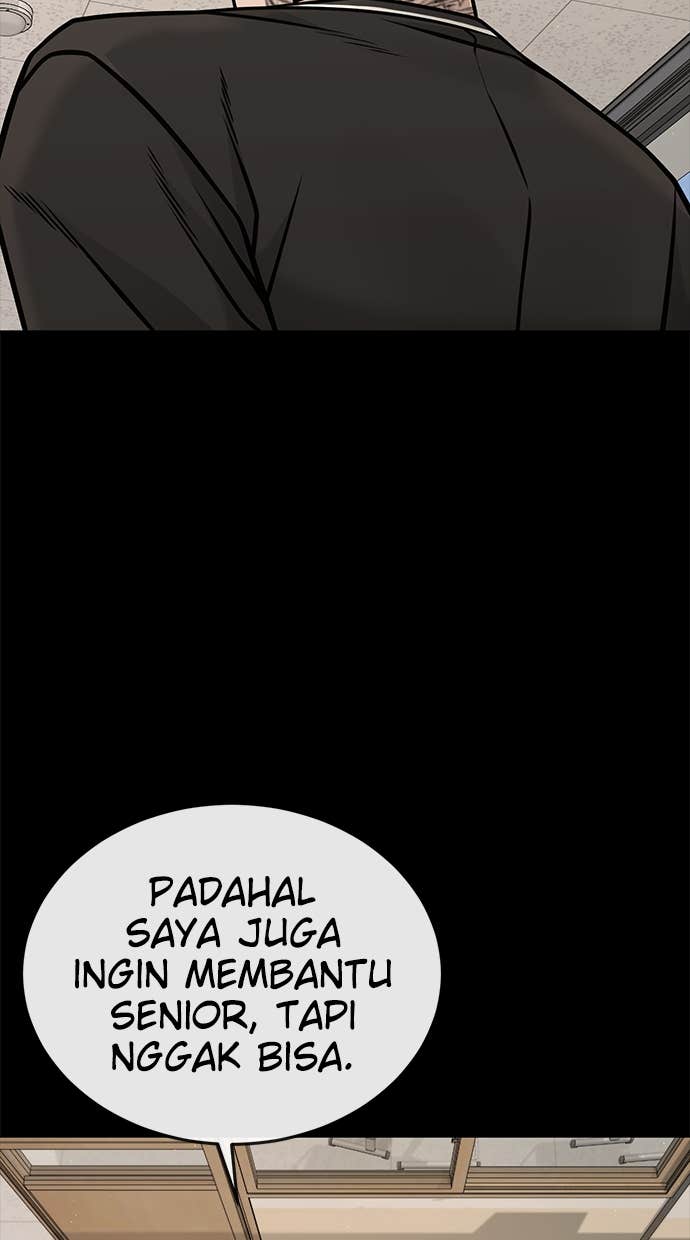 PADAHAL
SAYA JUGA
INGIN MEMBANTU
SENIOR, TAPI
NGGAK BISA.